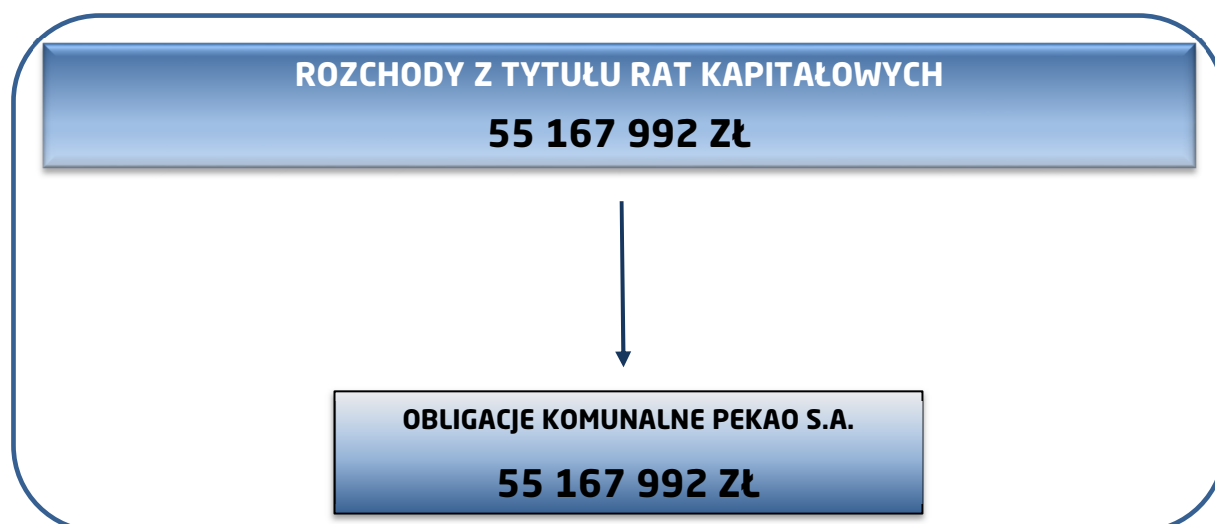 ROZCHODY Z TYTUŁU RAT KAPITAŁOWYCH
55 167 992 ZŁ
OBLIGACJE KOMUNALNE PEKAO S.A.
55 167 992 ZŁ